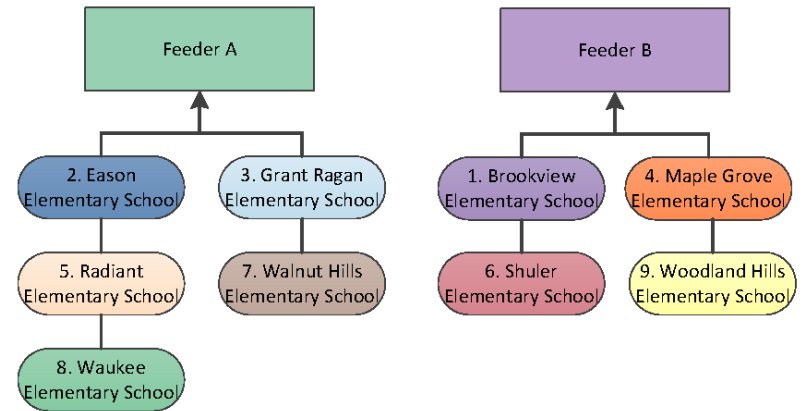 Feeder A
Feeder B
2. Eason
Elementary School
3. Grant Ragan
Elementary School
1. Brookview
Elementary School
4. Maple Grove
Elementary School
5. Radiant
Elementary School
7. Walnut Hills
Elementary School
6. Shuler
Elementary School
9. Woodland Hills
Elementary School
8. Waukee
Elementary School